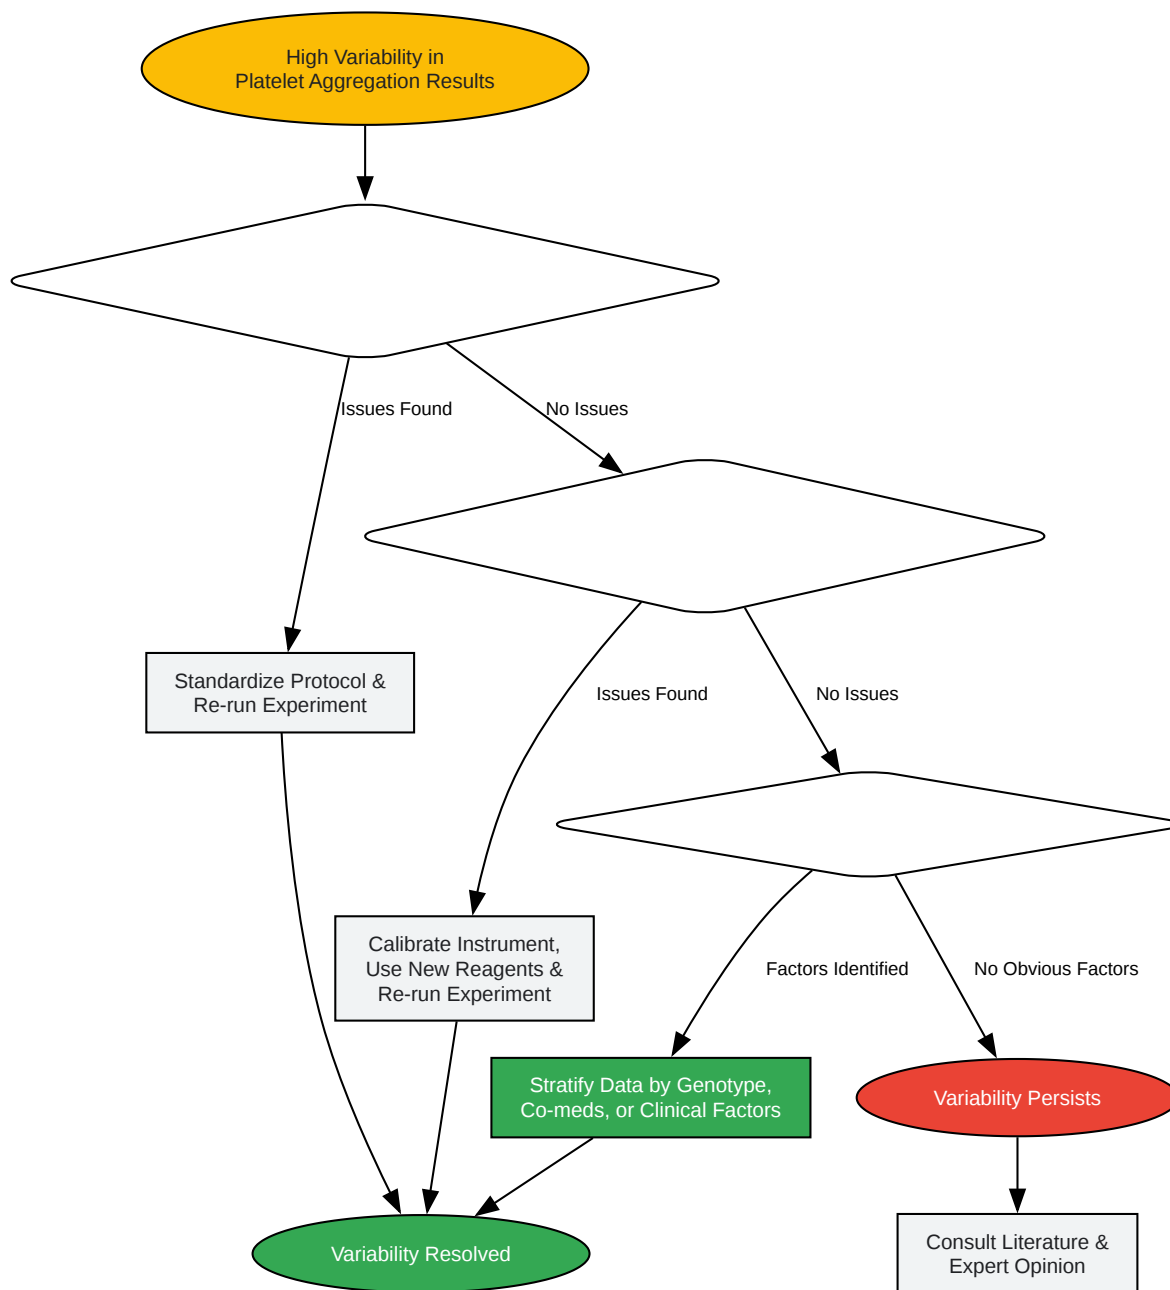 High Variability in
Platelet Aggregation Results
Issues Found
No Issues
Standardize Protocol &
Re-run Experiment
Issues Found
No Issues
Calibrate Instrument,
Use New Reagents &
Re-run Experiment
Factors Identified
No Obvious Factors
Stratify Data by Genotype,
Co-meds, or Clinical Factors
Variability Persists
Variability Resolved
Consult Literature &
Expert Opinion